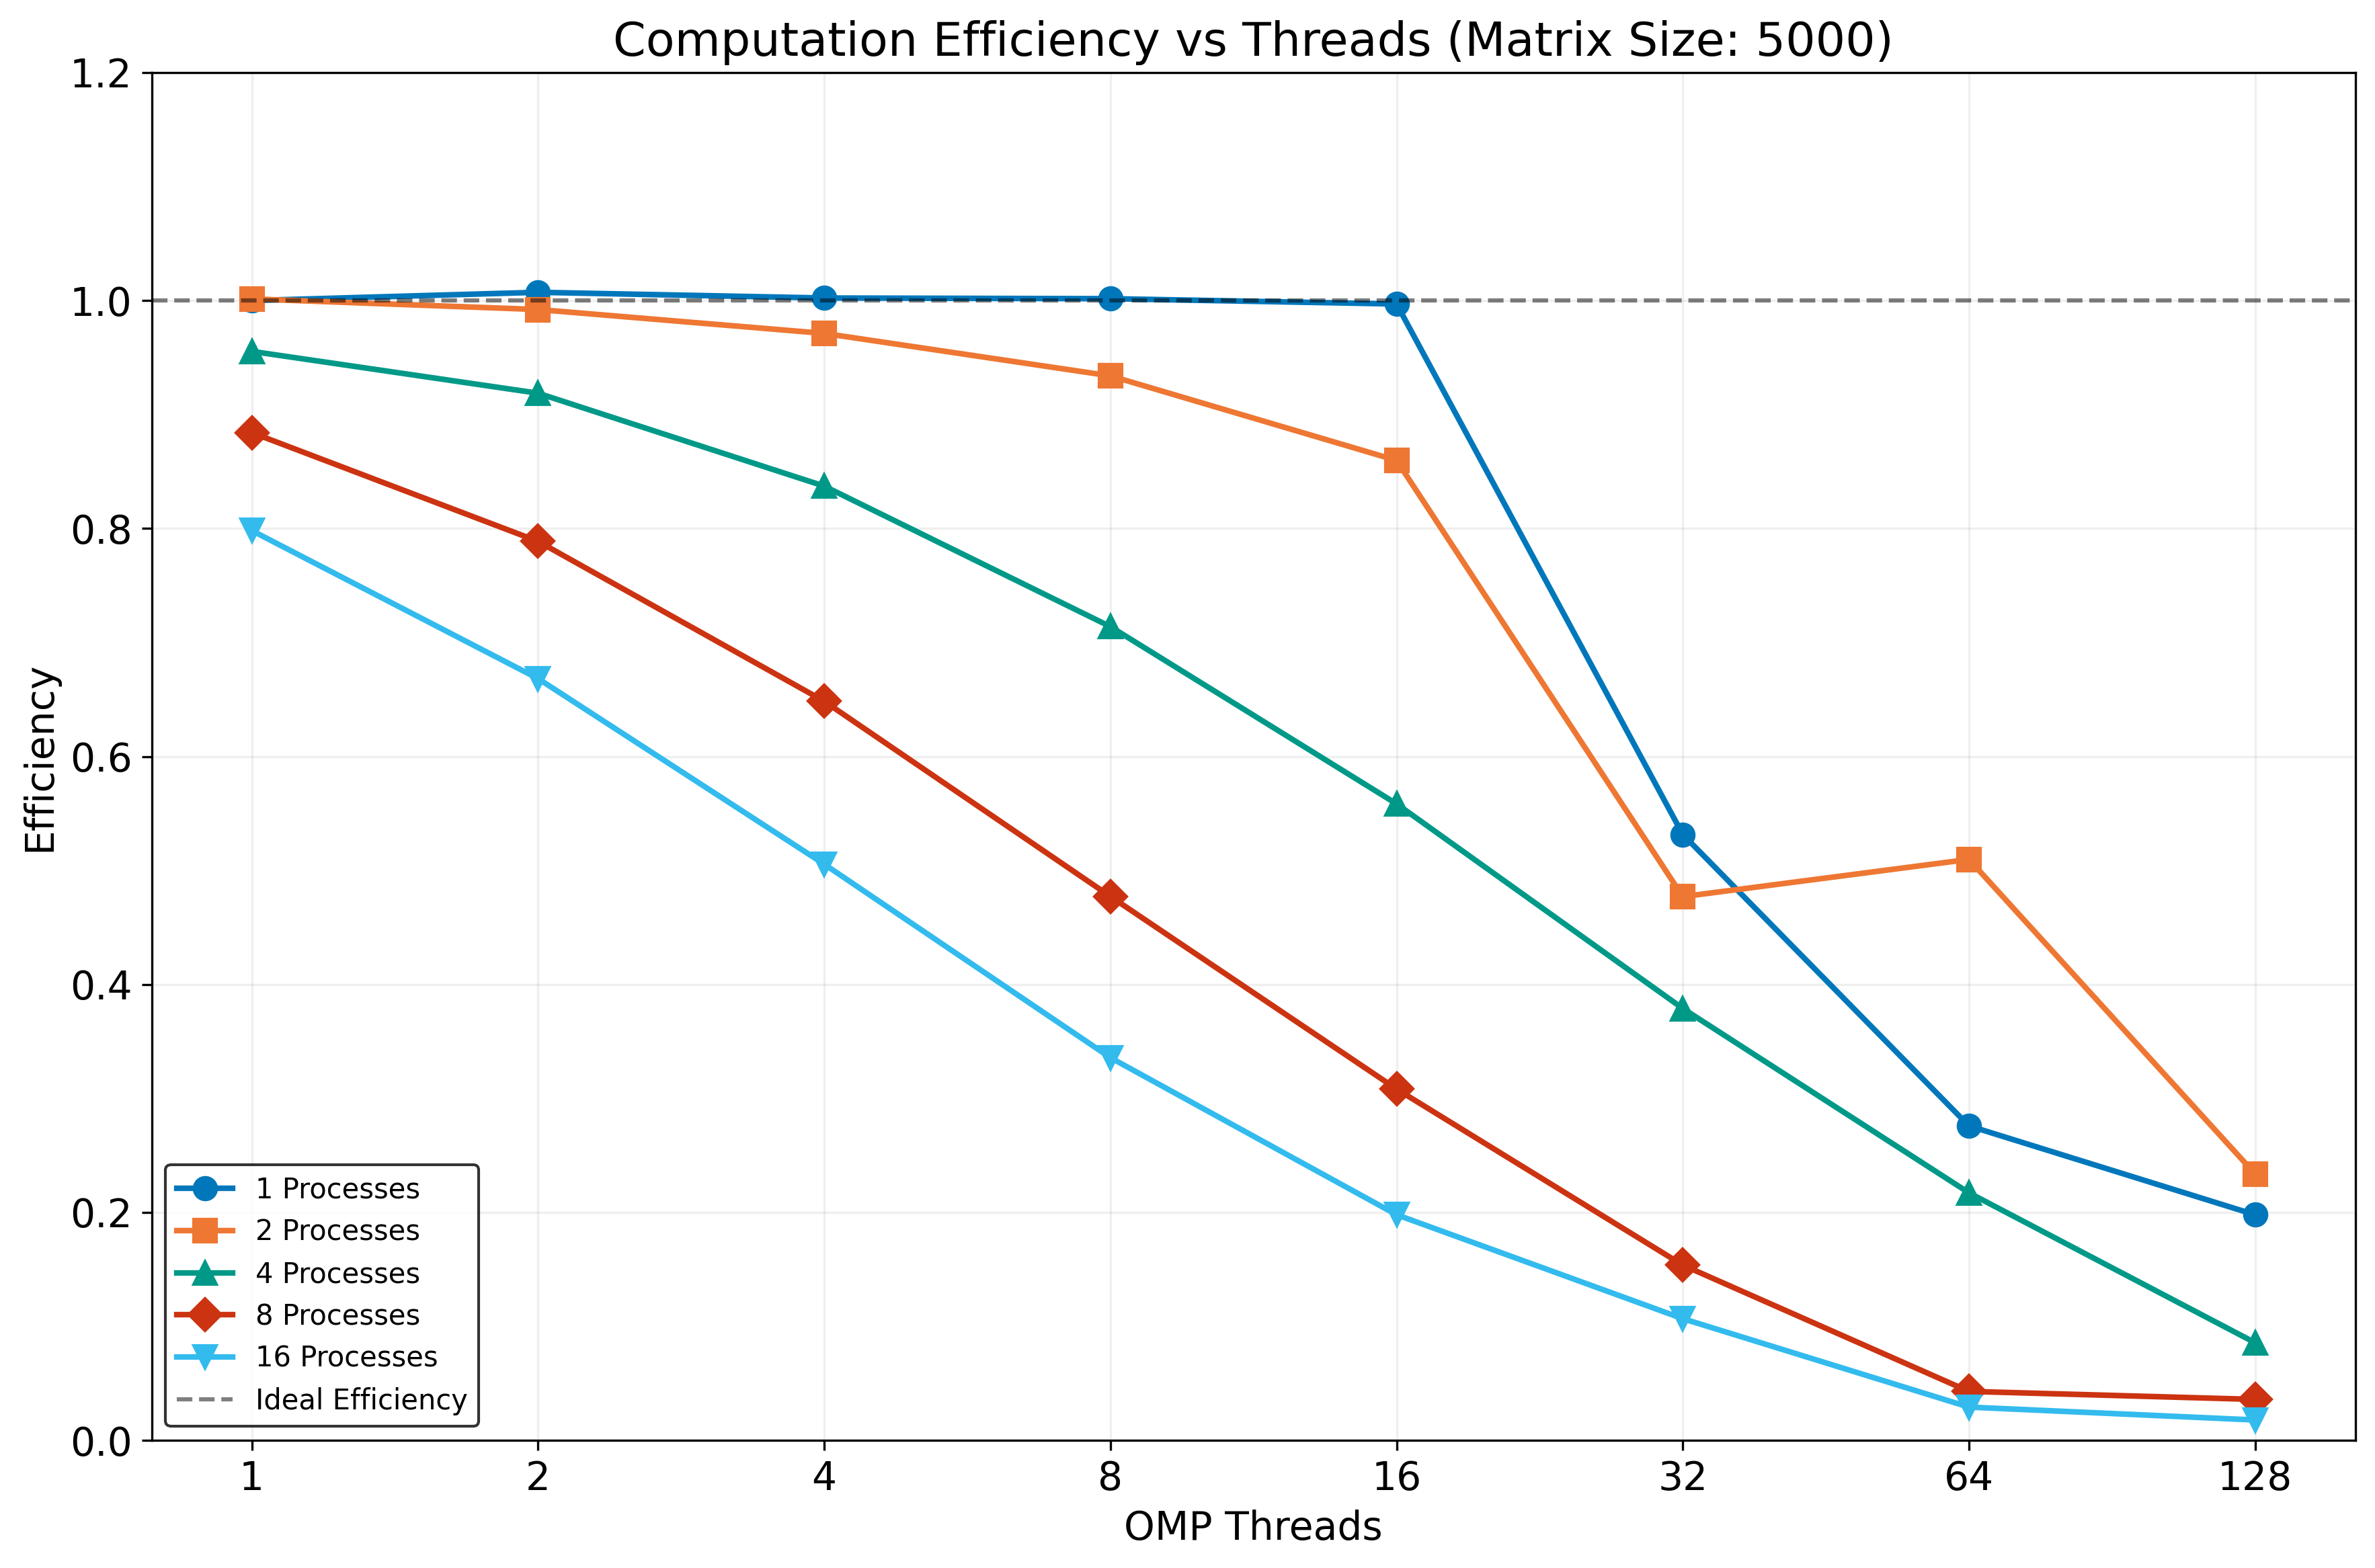 Computation Efficiency vs Threads (Matrix Size: 5000)
Efficiency
1.2
1.0
0.8
0.6
0.4
0.2
0.0
1 Processes
2 Processes
4 Processes
8 Processes
16 Processes
Ideal Efficiency
1 2 4 8 16 32 64 128
OMP Threads